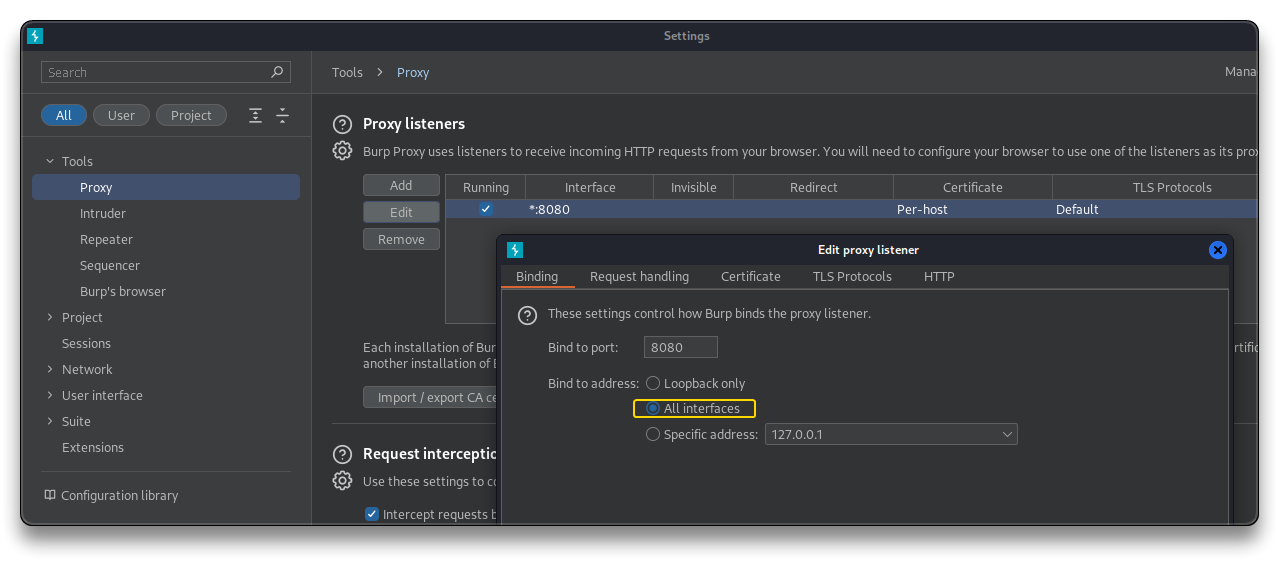 Settings
Search
Tools > Proxy
Mana
All
User
Project
Proxy listeners
Burp Proxy uses listeners to receive incoming HTTP requests from your browser. You will need to configure your browser to use one of the listeners as its prox
Tools
Proxy
Intruder
Repeater
Sequencer
Burp's browser
Project
Sessions
Network
User interface
Suite
Extensions
Configuration library
Add
Edit
Remove
Running Interface Invisible Redirect Certificate TLS Protocols
*:8080 Per-host Default
Each installation of Bur
another installation of
Import / export CA ce
Request interceptio
Use these settings to co
Intercept requests b
Edit proxy listener
Binding Request handling Certificate TLS Protocols HTTP
These settings control how Burp binds the proxy listener.
Bind to port: 8080
Bind to address: Loopback only
All interfaces
Specific address: 127.0.0.1